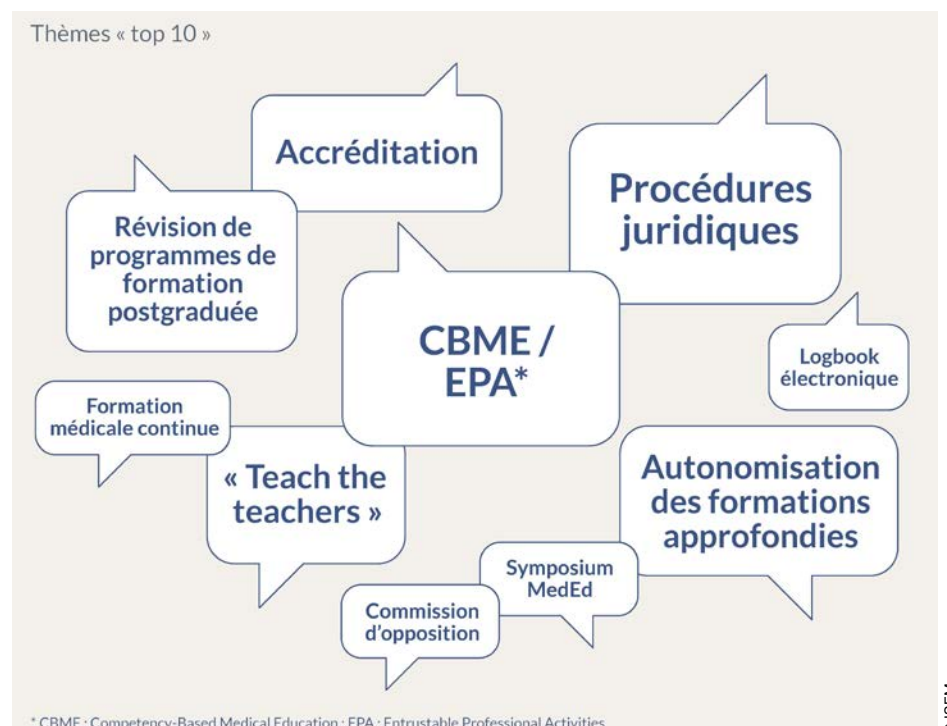 Thèmes « top 10 »
Accréditation
Procédures
juridiques
Révision de
programmes de
formation
postgraduée
CBME /
EPA*
Logbook
électronique
Formation
médicale continue
« Teach the
teachers »
Autonomisation
des formations
approfondies
Symposium
MedEd
Commission
d'opposition
* CBME : Competency-Based Medical Education ; EPA : Entrustable Professional Activities